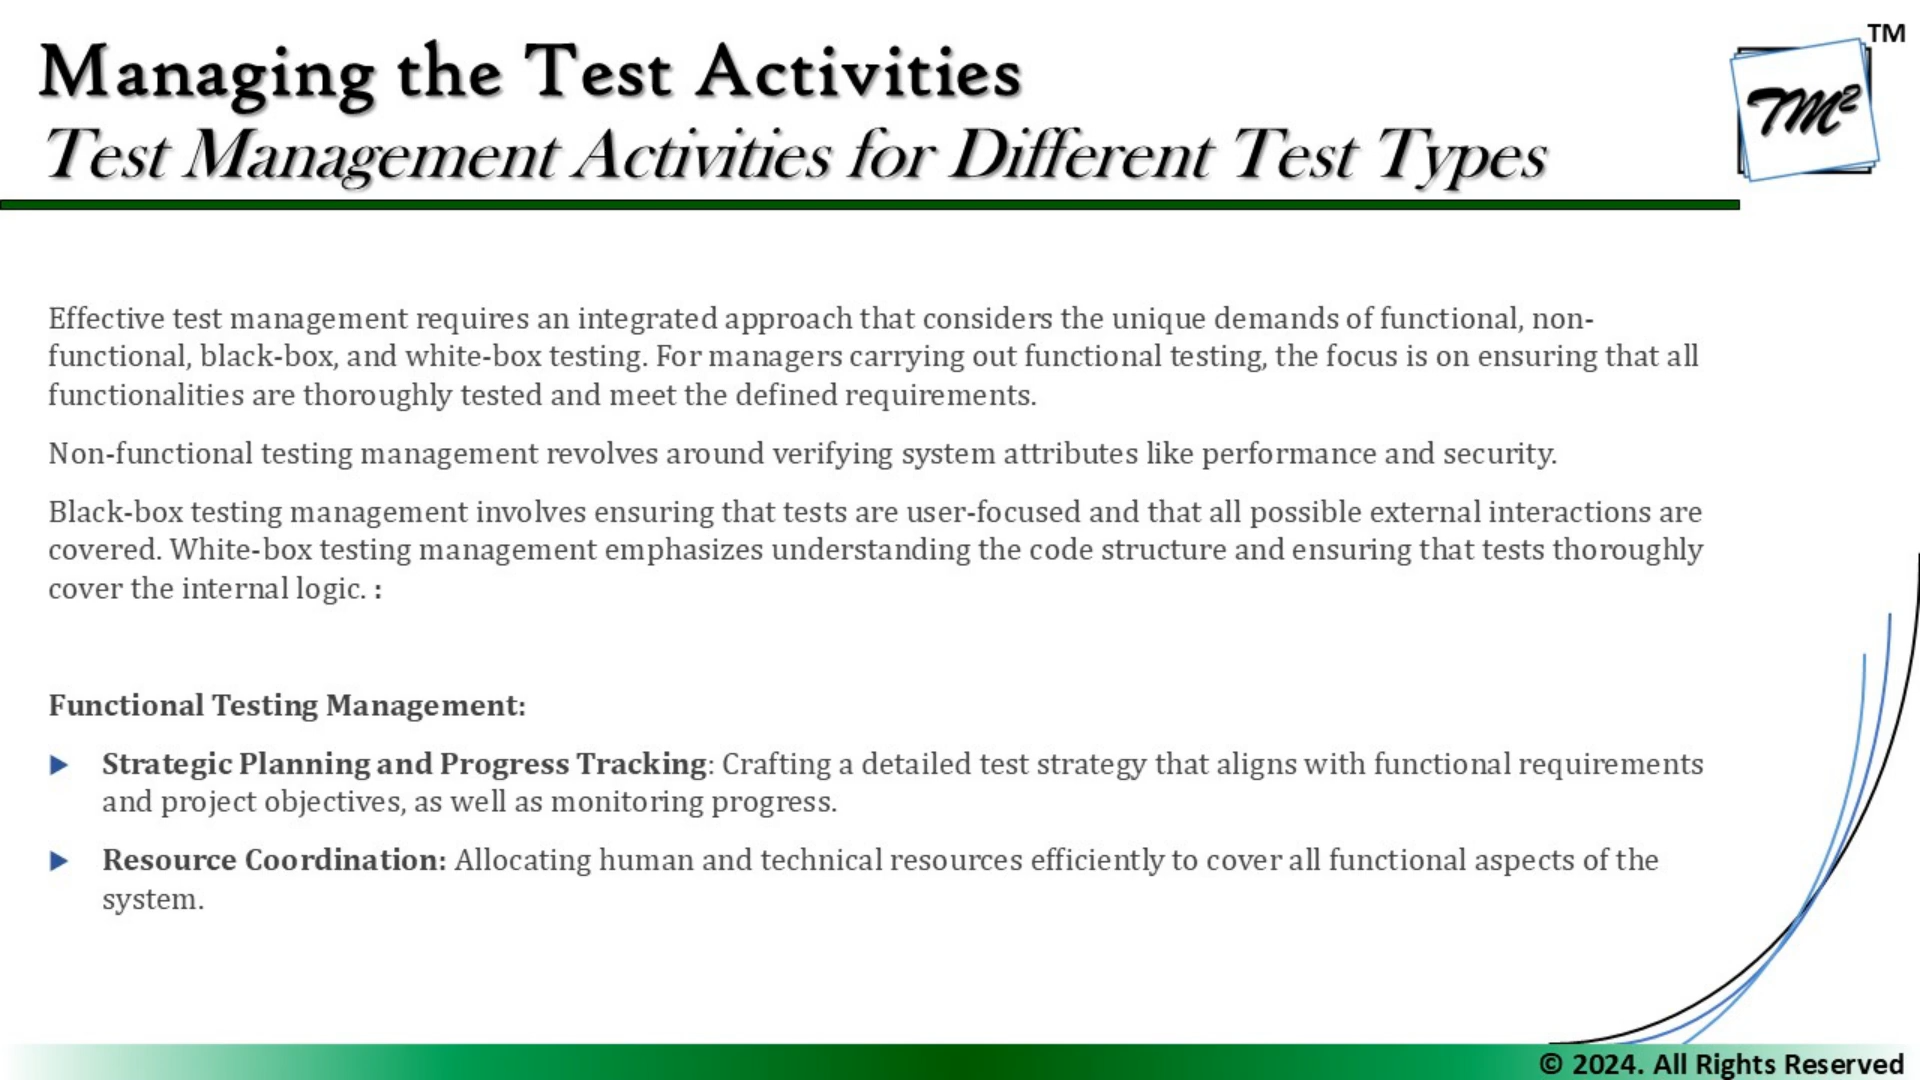 Managing the Test Activities
TM
TM²
Test Management Activities for Different Test Types
Effective test management requires an integrated approach that considers the unique demands of functional, non-
functional, black-box, and white-box testing. For managers carrying out functional testing, the focus is on ensuring that all
functionalities are thoroughly tested and meet the defined requirements.
Non-functional testing management revolves around verifying system attributes like performance and security.
Black-box testing management involves ensuring that tests are user-focused and that all possible external interactions are
covered. White-box testing management emphasizes understanding the code structure and ensuring that tests thoroughly
cover the internal logic. :
Functional Testing Management:
Strategic Planning and Progress Tracking: Crafting a detailed test strategy that aligns with functional requirements
and project objectives, as well as monitoring progress.
Resource Coordination: Allocating human and technical resources efficiently to cover all functional aspects of the
system.
© 2024. All Rights Reserved